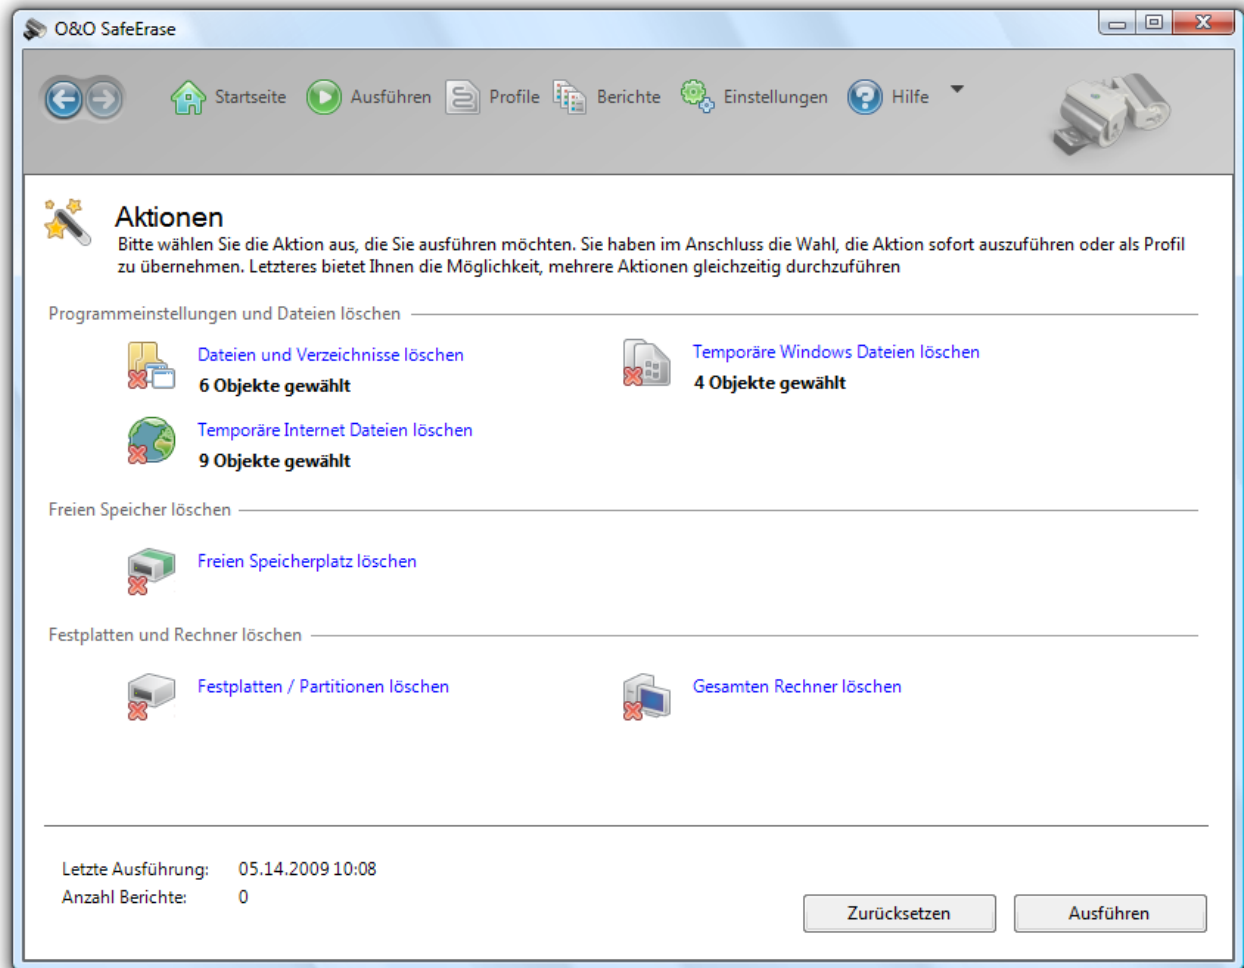 O&O SafeErase
Startseite Ausführen Profile Berichte Einstellungen Hilfe
Aktionen
Bitte wählen Sie die Aktion aus, die Sie ausführen möchten. Sie haben im Anschluss die Wahl, die Aktion sofort auszuführen oder als Profil
zu übernehmen. Letzteres bietet Ihnen die Möglichkeit, mehrere Aktionen gleichzeitig durchzuführen
Programmeinstellungen und Dateien löschen
Dateien und Verzeichnisse löschen
6 Objekte gewählt
Temporäre Windows Dateien löschen
4 Objekte gewählt
Temporäre Internet Dateien löschen
9 Objekte gewählt
Freien Speicher löschen
Freien Speicherplatz löschen
Festplatten und Rechner löschen
Festplatten / Partitionen löschen
Gesamten Rechner löschen
Letzte Ausführung: 05.14.2009 10:08
Anzahl Berichte: 0
Zurücksetzen
Ausführen